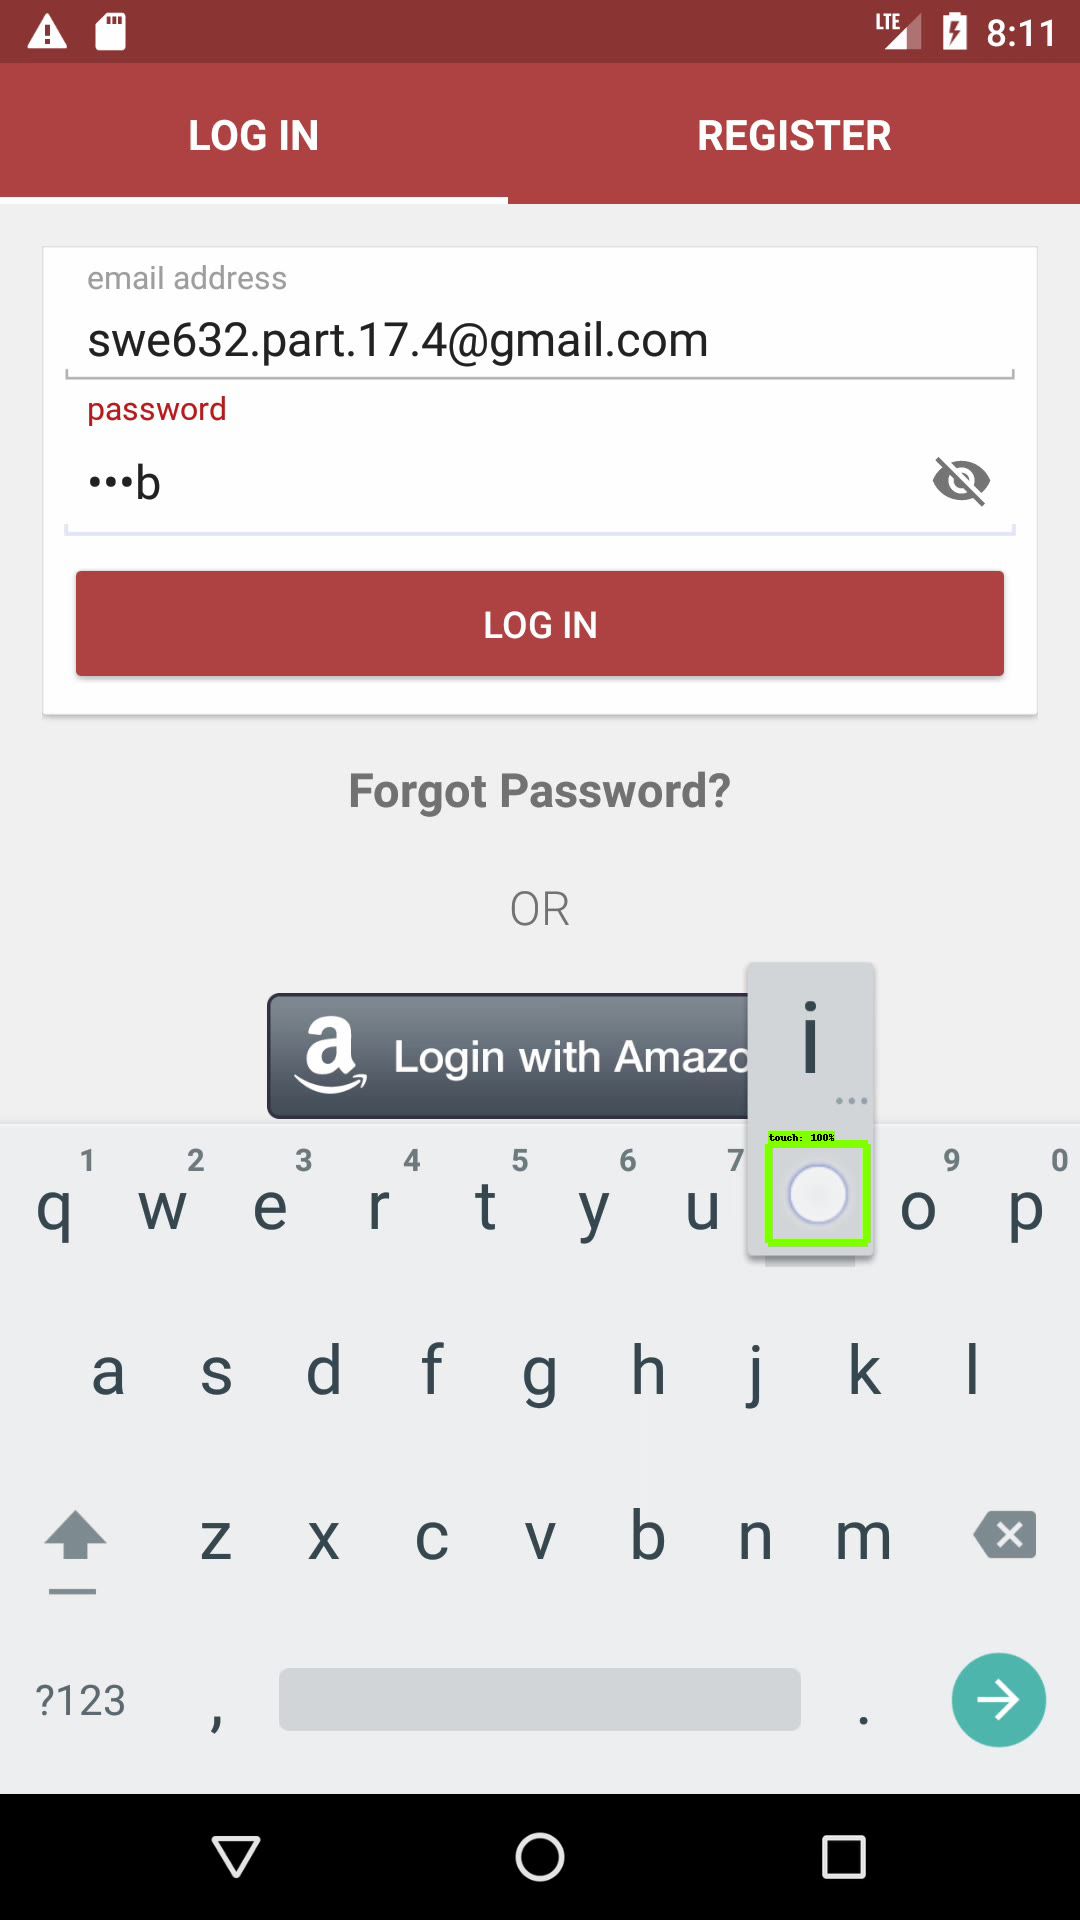 LTE 8:11
LOG IN REGISTER
email address
swe632.part.17.4@gmail.com
password
•••b
LOG IN
Forgot Password?
OR
a Login with Amazo
i
...
touch: 100%
1 2 3 4 5 6 7 9 0
q w e r t y u o p
a s d f g h j k l
z x c v b n m
?123 , .